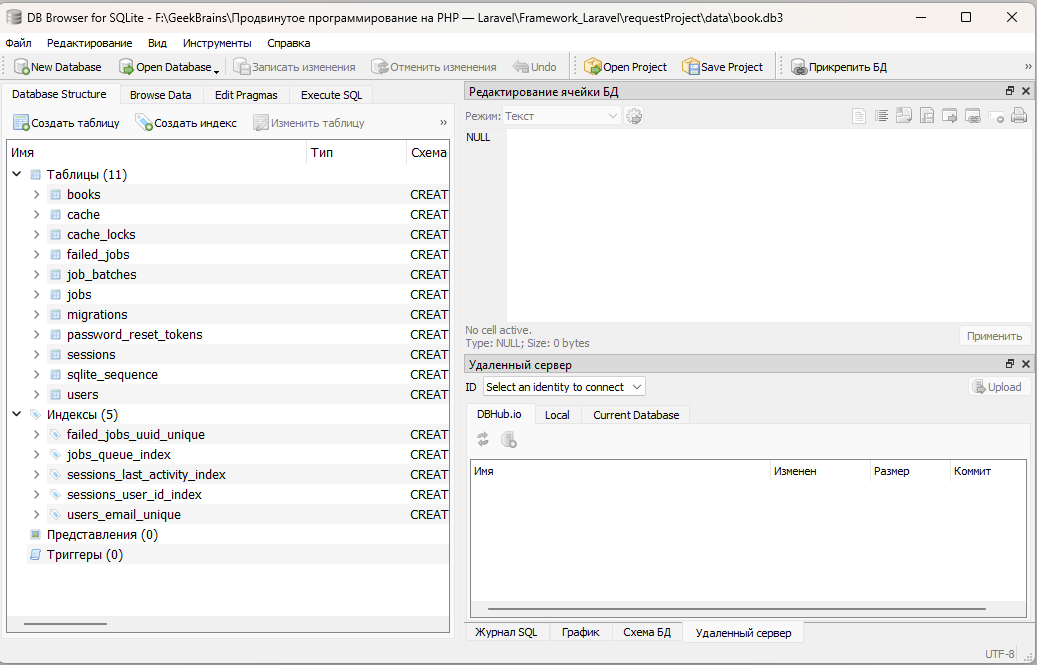 DB Browser for SQLite - F:\GeekBrains\Продвинутое программирование на PHP — Laravel\Framework_Laravel\requestProject\data\book.db3
Файл Редактирование Вид Инструменты Справка
New Database Open Database Записать изменения Отменить изменения Undo Open Project Save Project Прикрепить БД »
Database Structure Browse Data Edit Pragmas Execute SQL
Создать таблицу Создать индекс Изменить таблицу »
Имя Тип Схема
Таблицы (11)
books CREAT
cache CREAT
cache_locks CREAT
failed_jobs CREAT
job_batches CREAT
jobs CREAT
migrations CREAT
password_reset_tokens CREAT
sessions CREAT
sqlite_sequence CREAT
users CREAT
Индексы (5)
failed_jobs_uuid_unique CREAT
jobs_queue_index CREAT
sessions_last_activity_index CREAT
sessions_user_id_index CREAT
users_email_unique CREAT
Представления (0)
Триггеры (0)
Редактирование ячейки БД
Режим: Текст
NULL
No cell active.
Type: NULL; Size: 0 bytes
Применить
Удаленный сервер
ID Select an identity to connect Upload
DBHub.io Local Current Database
Имя Изменен Размер Коммит
Журнал SQL График Схема БД Удаленный сервер
UTF-8